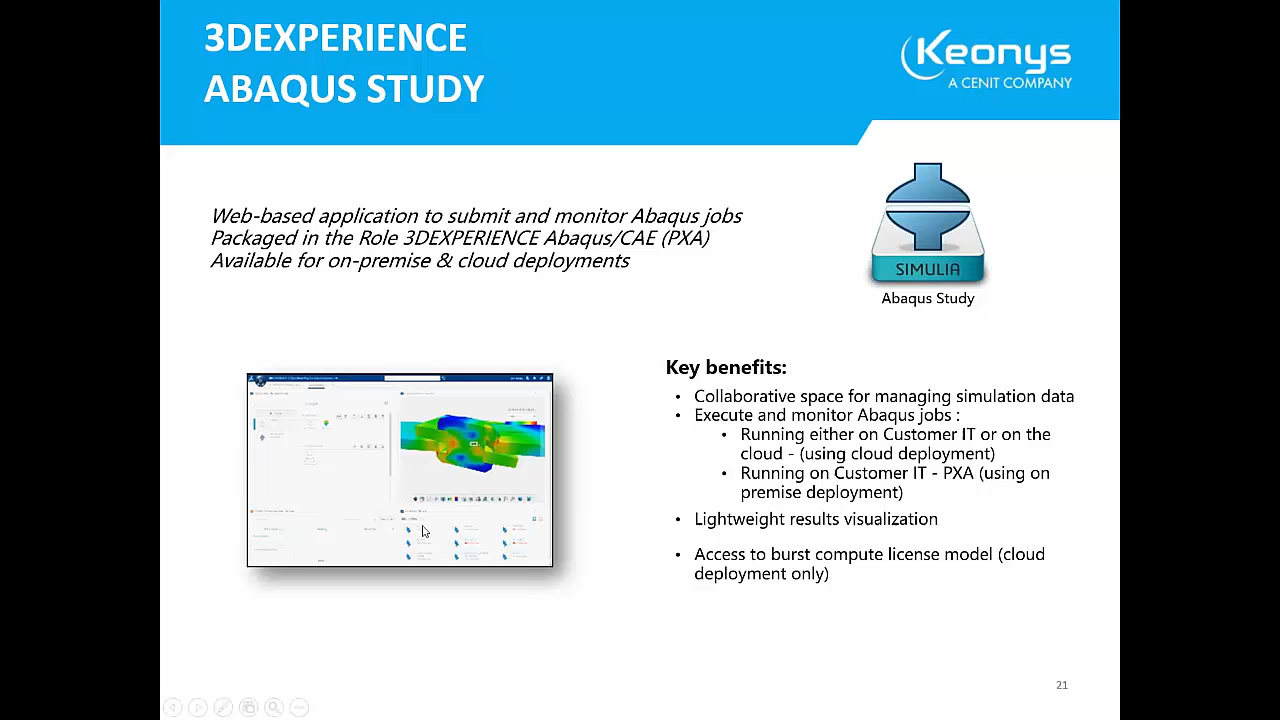 3DEXPERIENCE
ABAQUS STUDY
Keonys
A CENIT COMPANY
Web-based application to submit and monitor Abaqus jobs
Packaged in the Role 3DEXPERIENCE Abaqus/CAE (PXA)
Available for on-premise & cloud deployments
SIMULIA
Abaqus Study
Key benefits:
• Collaborative space for managing simulation data
• Execute and monitor Abaqus jobs :
• Running either on Customer IT or on the
cloud - (using cloud deployment)
• Running on Customer IT - PXA (using on
premise deployment)
• Lightweight results visualization
• Access to burst compute license model (cloud
deployment only)
21